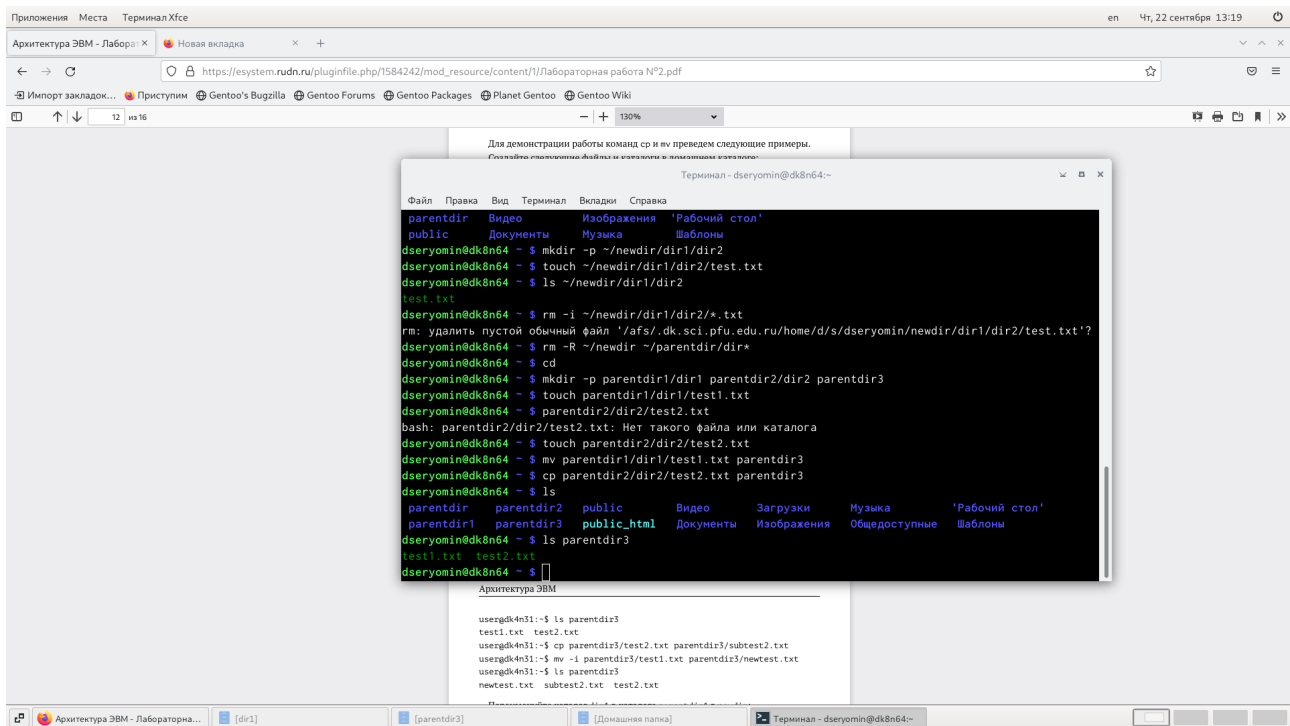 Приложения Места Терминал Xfce en Чт, 22 сентября 13:19
Архитектура ЭВМ - Лаборат Новая вкладка
https://esystem.rudn.ru/pluginfile.php/1584242/mod_resource/content/1/Лабораторная работа №2.pdf
Импорт закладок... Приступим Gentoo's Bugzilla Gentoo Forums Gentoo Packages Planet Gentoo Gentoo Wiki
12 из 16 130%
Для демонстрации работы команд cp и mv преведем следующие примеры.
Создайте следующие файлы и каталоги в домашнем каталоге:
Терминал - dseryomin@dk8n64:~
Файл Правка Вид Терминал Вкладки Справка
parentdir Видео Изображения 'Рабочий стол'
public Документы Музыка Шаблоны
dseryomin@dk8n64 ~ $ mkdir -p ~/newdir/dir1/dir2
dseryomin@dk8n64 ~ $ touch ~/newdir/dir1/dir2/test.txt
dseryomin@dk8n64 ~ $ ls ~/newdir/dir1/dir2
test.txt
dseryomin@dk8n64 ~ $ rm -i ~/newdir/dir1/dir2/*.txt
rm: удалить пустой обычный файл '/afs/.dk.sci.pfu.edu.ru/home/d/s/dseryomin/newdir/dir1/dir2/test.txt'?
dseryomin@dk8n64 ~ $ rm -R ~/newdir ~/parentdir/dir*
dseryomin@dk8n64 ~ $ cd
dseryomin@dk8n64 ~ $ mkdir -p parentdir1/dir1 parentdir2/dir2 parentdir3
dseryomin@dk8n64 ~ $ touch parentdir1/dir1/test1.txt
dseryomin@dk8n64 ~ $ parentdir2/dir2/test2.txt
bash: parentdir2/dir2/test2.txt: Нет такого файла или каталога
dseryomin@dk8n64 ~ $ touch parentdir2/dir2/test2.txt
dseryomin@dk8n64 ~ $ mv parentdir1/dir1/test1.txt parentdir3
dseryomin@dk8n64 ~ $ cp parentdir2/dir2/test2.txt parentdir3
dseryomin@dk8n64 ~ $ ls
parentdir parentdir2 public Видео Загрузки Музыка 'Рабочий стол'
parentdir1 parentdir3 public_html Документы Изображения Общедоступные Шаблоны
dseryomin@dk8n64 ~ $ ls parentdir3
test1.txt test2.txt
dseryomin@dk8n64 ~ $
Архитектура ЭВМ
user@dk4n31:~$ ls parentdir3
test1.txt test2.txt
user@dk4n31:~$ cp parentdir3/test2.txt parentdir3/subtest2.txt
user@dk4n31:~$ mv -i parentdir3/test1.txt parentdir3/newtest.txt
user@dk4n31:~$ ls parentdir3
newtest.txt subtest2.txt test2.txt
Архитектура ЭВМ - Лабораторна... [dir1] [parentdir3] [Домашняя папка] Терминал - dseryomin@dk8n64:~